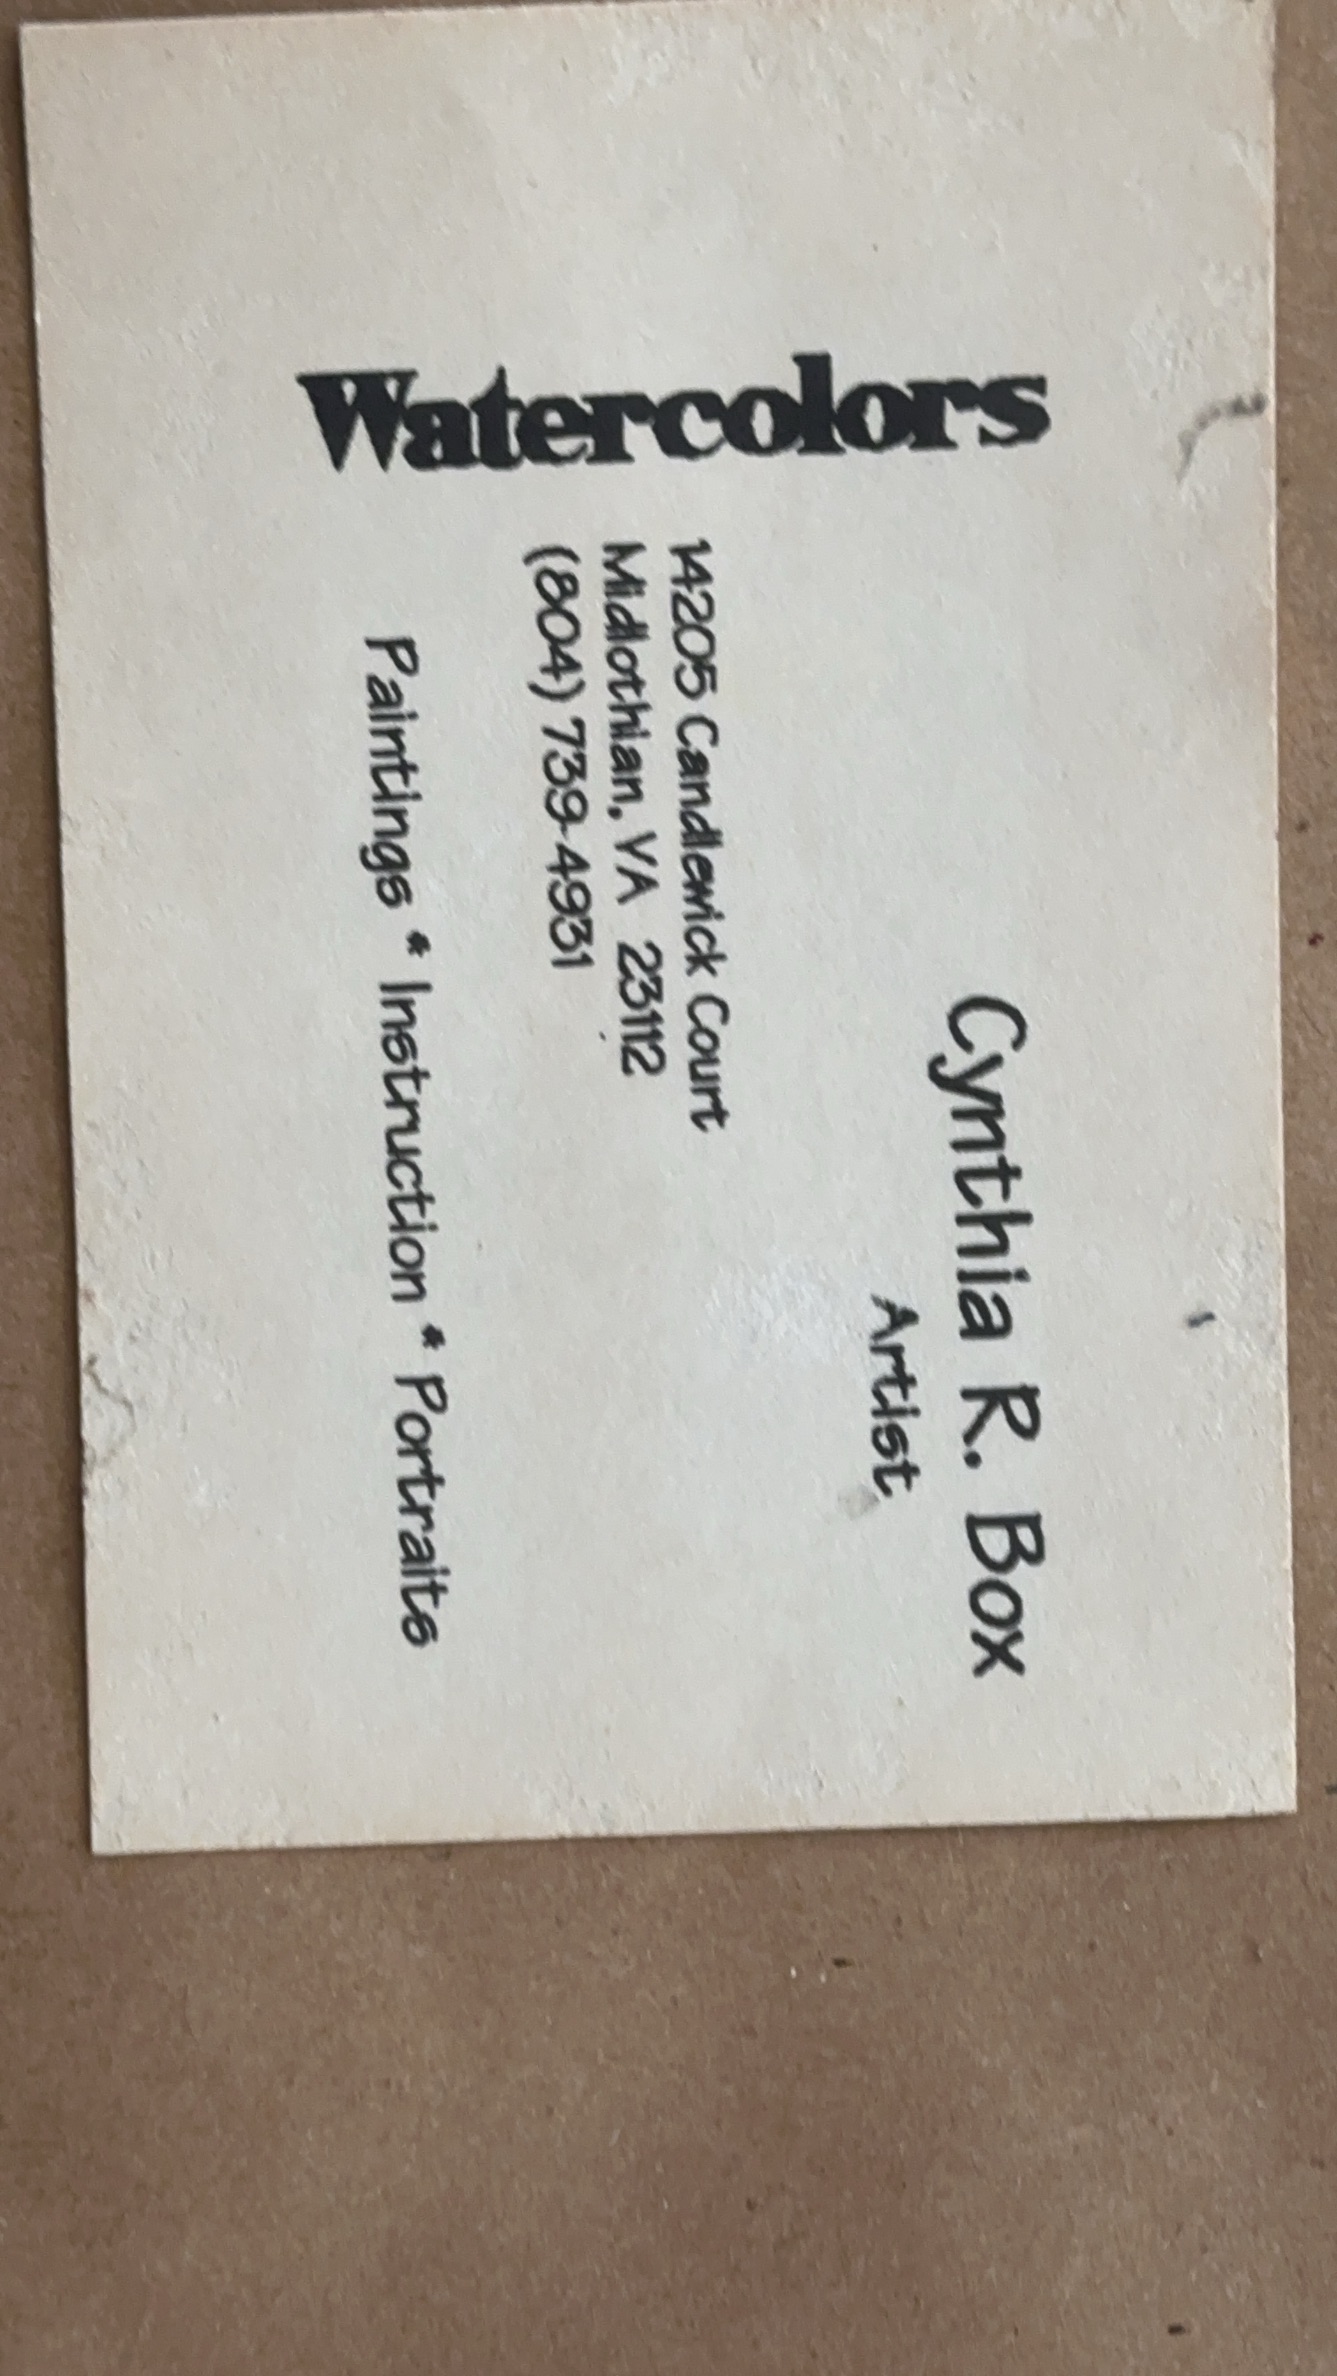 Watercolors
Cynthia R. Box
Artist
14205 Candlewick Court
Midlothian, VA 23112
(804) 739-4931
Paintings * Instruction * Portraits